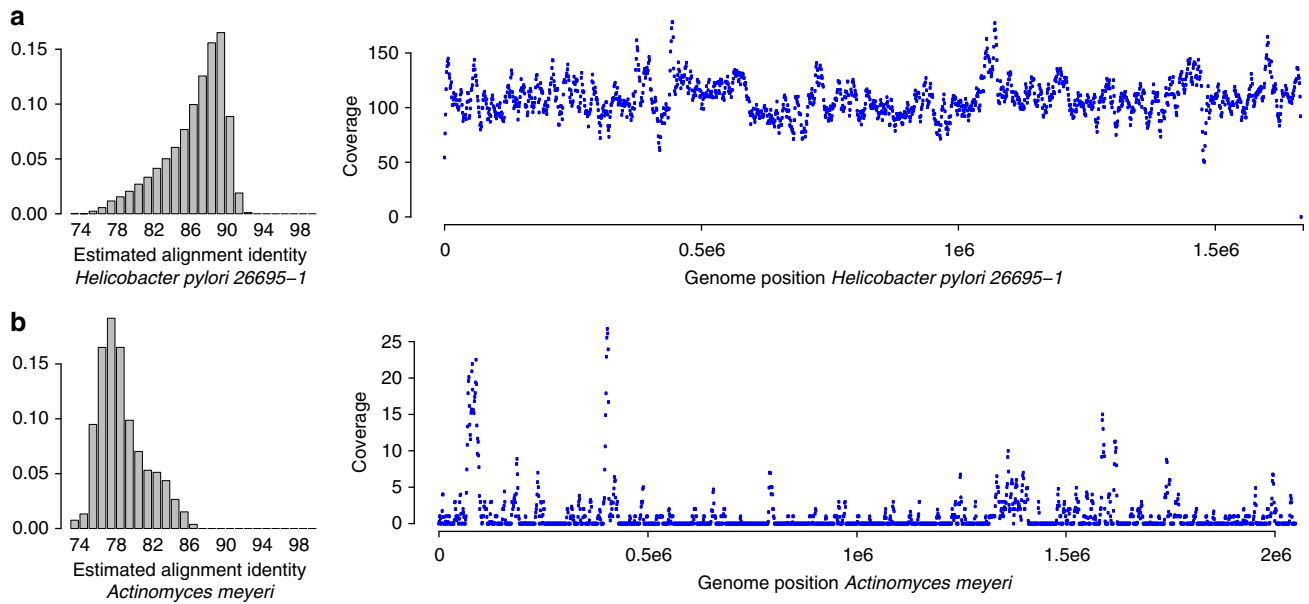 a
0.15
0.10
0.05
0.00
74 78 82 86 90 94 98
Estimated alignment identity
Helicobacter pylori 26695−1
Coverage
150
100
50
0
0 0.5e6 1e6 1.5e6
Genome position Helicobacter pylori 26695−1
b
0.15
0.10
0.05
0.00
74 78 82 86 90 94 98
Estimated alignment identity
Actinomyces meyeri
Coverage
25
20
15
10
5
0
0 0.5e6 1e6 1.5e6 2e6
Genome position Actinomyces meyeri